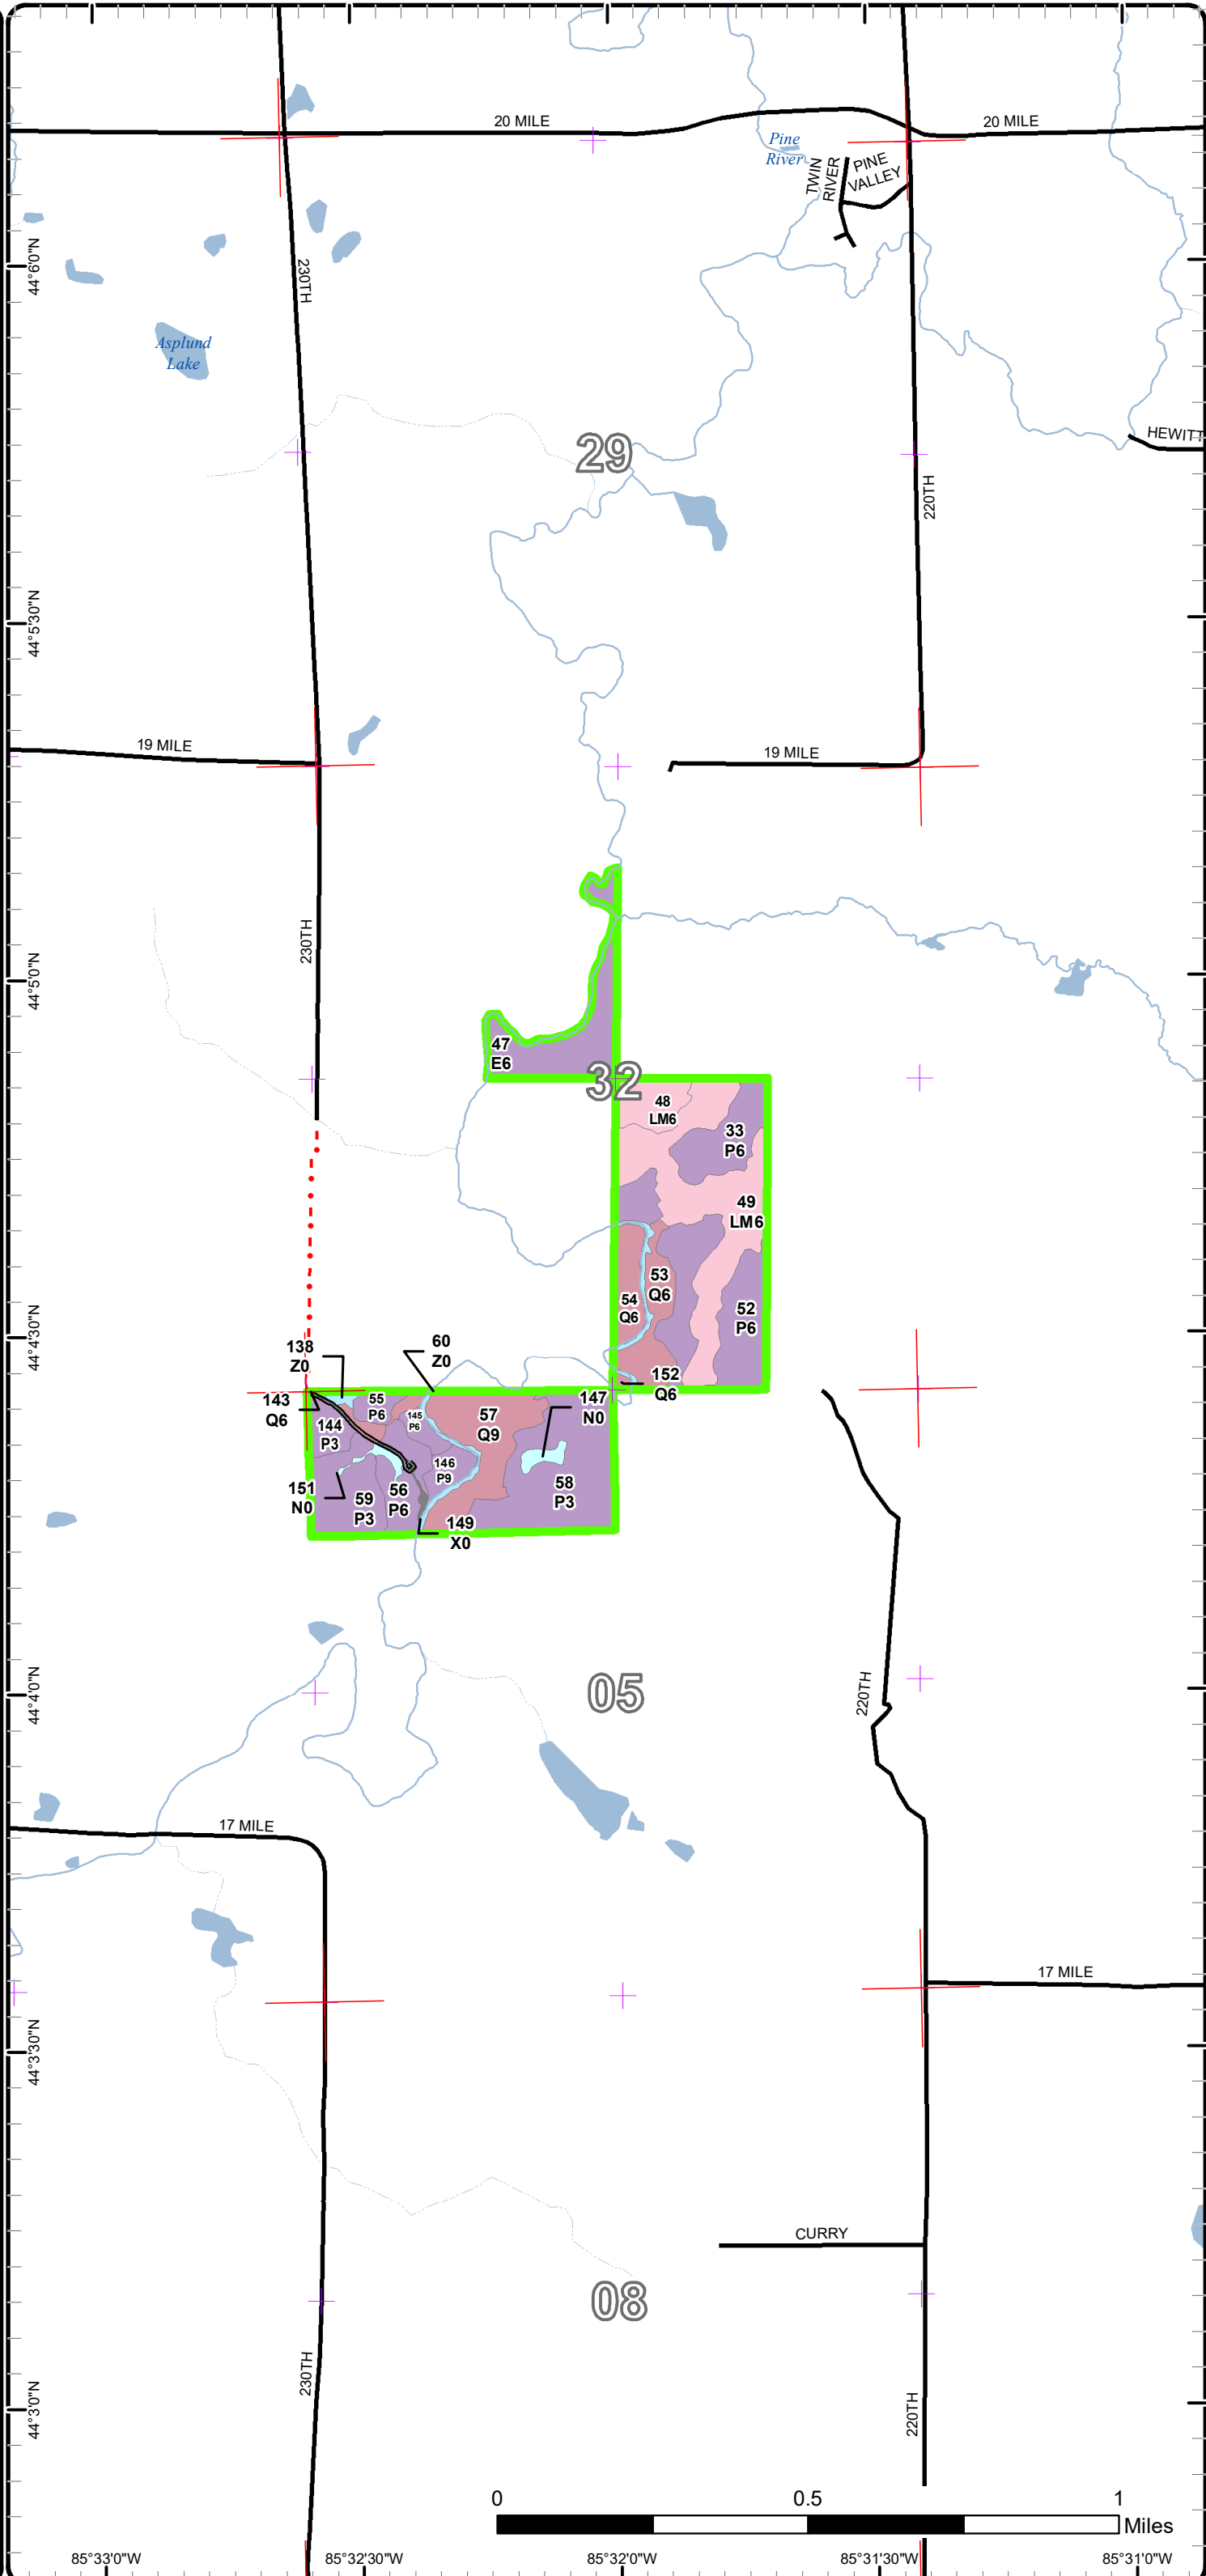 20 MILE
20 MILE
Pine
River
TWIN
RIVER
PINE
VALLEY
44°6'0"N
230TH
Asplund
Lake
29
HEWITT
220TH
44°5'30"N
19 MILE
19 MILE
230TH
44°5'0"N
47
E6
32
48
LM6
33
P6
49
LM6
53
Q6
54
Q6
52
P6
44°4'30"N
138
Z0
60
Z0
152
Q6
143
Q6
144
P3
55
P6
145
P6
57
Q9
147
N0
146
P9
151
N0
59
P3
56
P6
58
P3
149
X0
44°4'0"N
05
220TH
17 MILE
17 MILE
44°3'30"N
CURRY
08
230TH
220TH
44°3'0"N
0 0.5 1
Miles
85°33'0"W 85°32'30"W 85°32'0"W 85°31'30"W 85°31'0"W